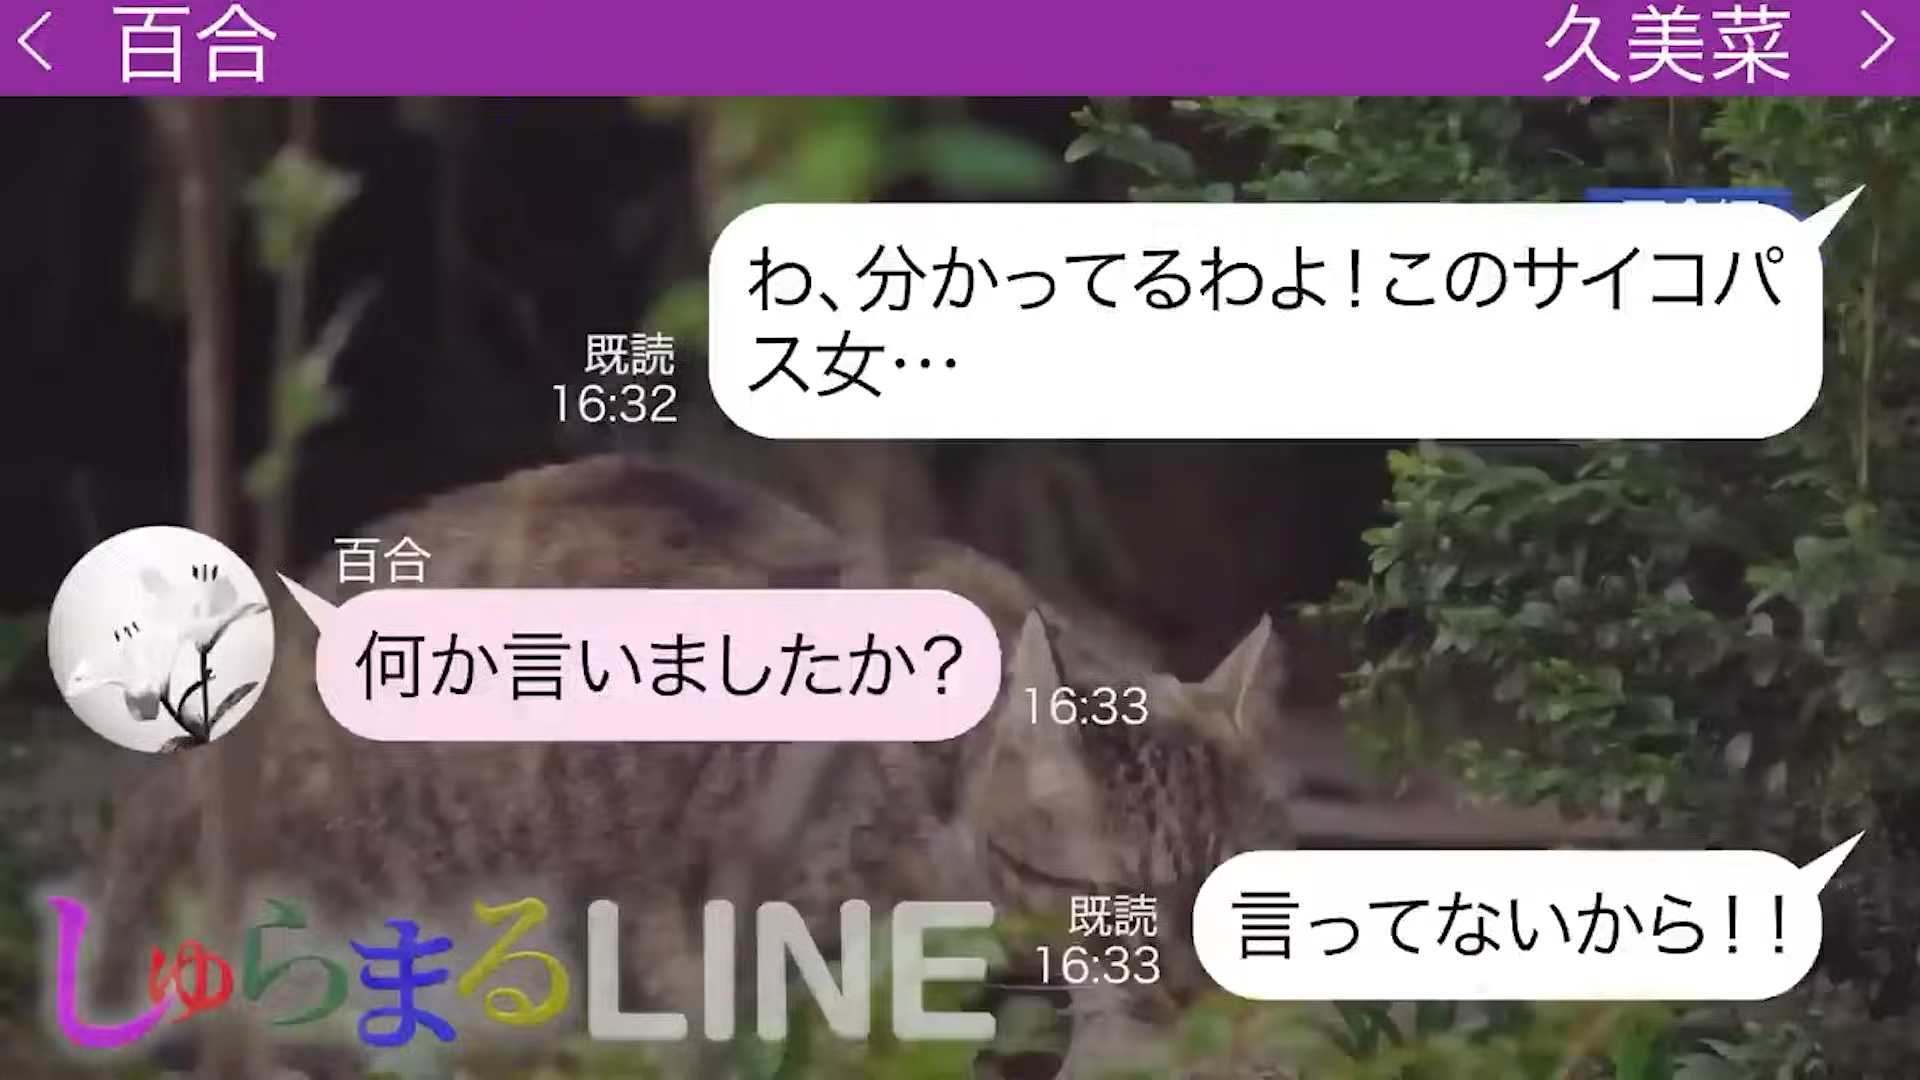 百合
久美菜
わ、分かってるわよ！このサイコパ
ス女…
既読
16:32
百合
何か言いましたか？
16:33
言ってないから！！
既読
16:33
しゅらまるLINE